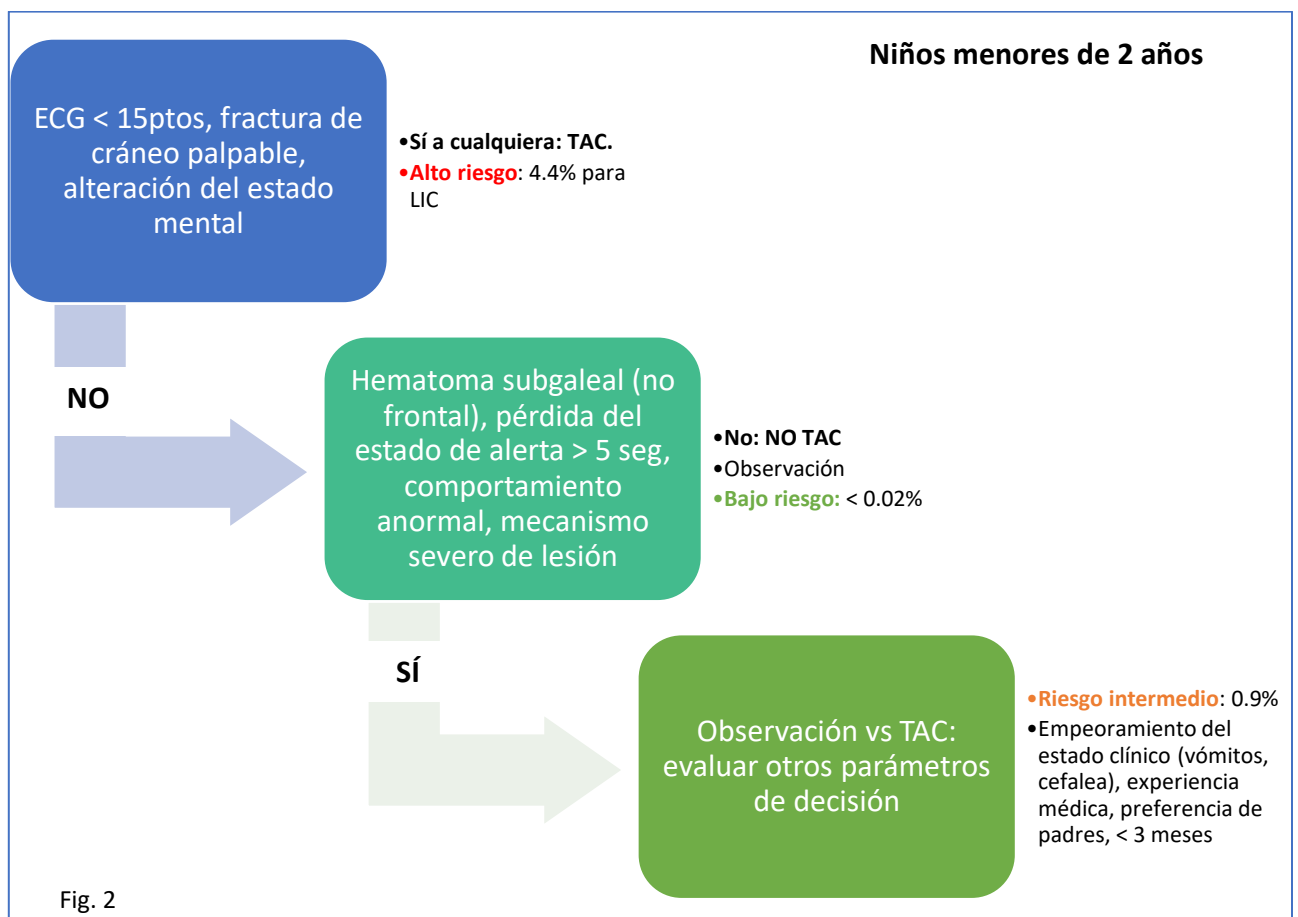 Niños menores de 2 años
ECG < 15ptos, fractura de
cráneo palpable,
alteración del estado
mental
•Sí a cualquiera: TAC.
•Alto riesgo: 4.4% para
LIC
NO
Hematoma subgaleal (no
frontal), pérdida del
estado de alerta > 5 seg,
comportamiento
anormal, mecanismo
severo de lesión
•No: NO TAC
•Observación
•Bajo riesgo: < 0.02%
SÍ
Observación vs TAC:
evaluar otros parámetros
de decisión
•Riesgo intermedio: 0.9%
•Empeoramiento del
estado clínico (vómitos,
cefalea), experiencia
médica, preferencia de
padres, < 3 meses
Fig. 2